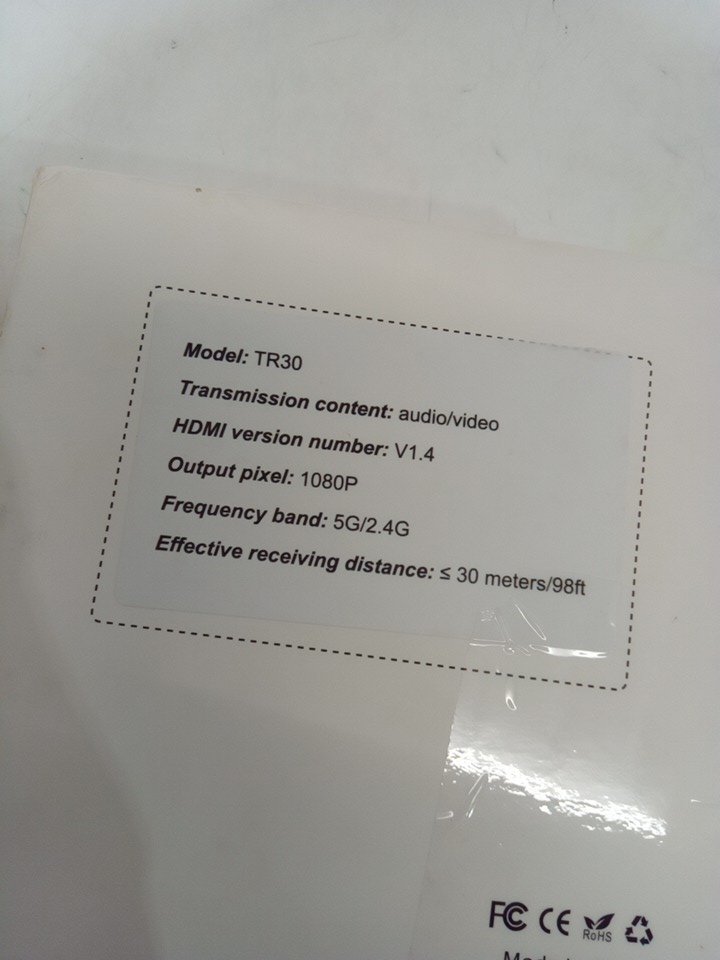 Model: TR30
Transmission content: audio/video
HDMI version number: V1.4
Output pixel: 1080P
Frequency band: 5G/2.4G
Effective receiving distance: ≤ 30 meters/98ft
FC CE RoHS